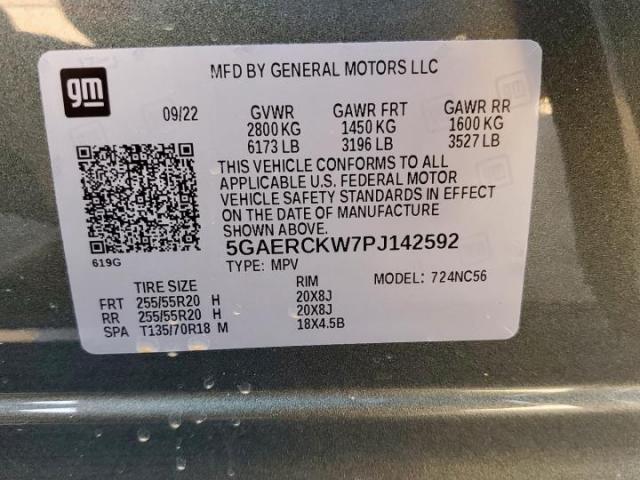 gm
MFD BY GENERAL MOTORS LLC
09/22 GVWR GAWR FRT GAWR RR
2800 KG 1450 KG 1600 KG
6173 LB 3196 LB 3527 LB
THIS VEHICLE CONFORMS TO ALL
APPLICABLE U.S. FEDERAL MOTOR
VEHICLE SAFETY STANDARDS IN EFFECT
ON THE DATE OF MANUFACTURE
SHOWN ABOVE.
5GAERCKW7PJ142592
619G
TYPE: MPV MODEL: 724NC56
TIRE SIZE RIM
FRT 255/55R20 H 20X8J
RR 255/55R20 H 20X8J
SPA T135/70R18 M 18X4.5B